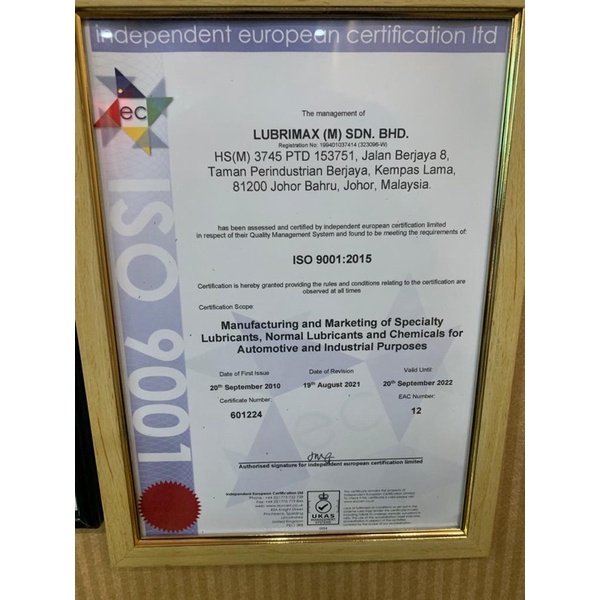 independent european certification ltd
ec
ISO 9001
The management of
LUBRIMAX (M) SDN. BHD.
Registration No: 199401037414 (323096-W)
HS(M) 3745 PTD 153751, Jalan Berjaya 8,
Taman Perindustrian Berjaya, Kempas Lama,
81200 Johor Bahru, Johor, Malaysia.
has been assessed and certified by independent european certification limited
in respect of their Quality Management System and found to be meeting the requirements of:
ISO 9001:2015
Certification is hereby granted providing the rules and conditions relating to the certification are
observed at all times
Certification Scope:
Manufacturing and Marketing of Specialty
Lubricants, Normal Lubricants and Chemicals for
Automotive and Industrial Purposes
Date of First Issue Date of Revision Valid Until:
20th September 2010 19th August 2021 20th September 2022
Certificate Number: EAC Number:
601224 12
Authorised signature for independent european certification limited
Independent European Certification Ltd
United Kingdom
UKAS